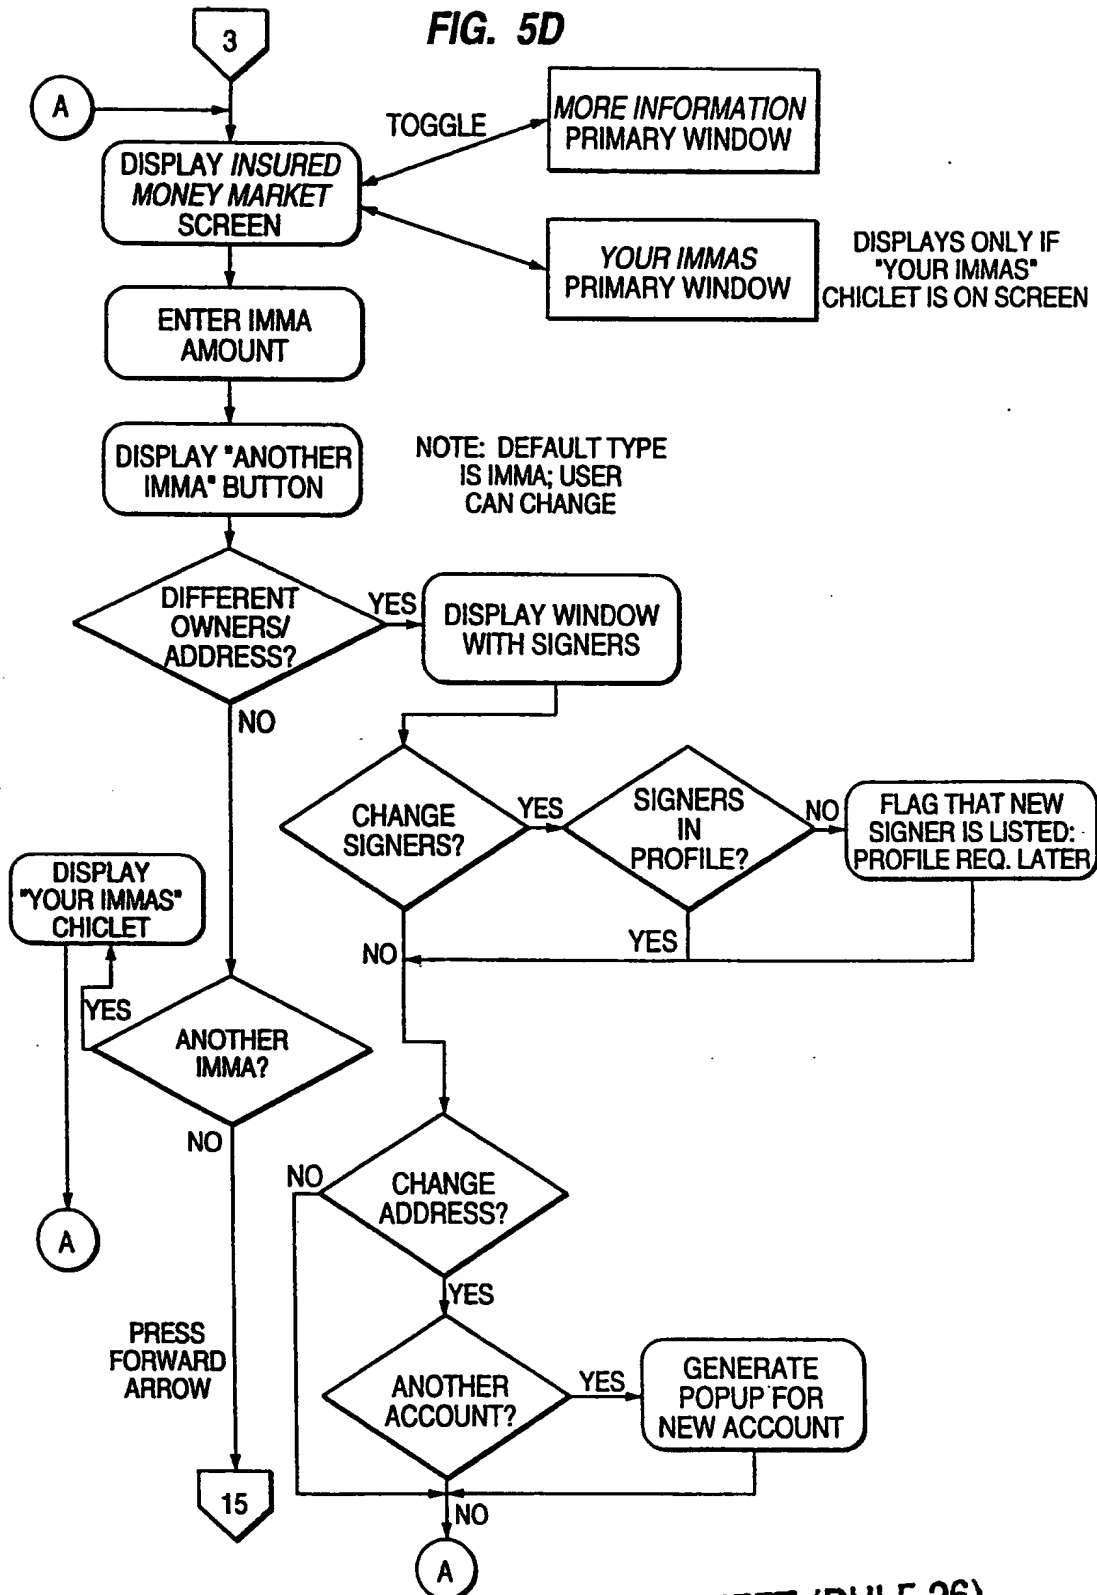 FIG. 5D
3
A
TOGGLE
MORE INFORMATION
PRIMARY WINDOW
DISPLAY INSURED
MONEY MARKET
SCREEN
YOUR IMMAS
PRIMARY WINDOW
DISPLAYS ONLY IF
"YOUR IMMAS"
CHICLET IS ON SCREEN
ENTER IMMA
AMOUNT
DISPLAY "ANOTHER
IMMA" BUTTON
NOTE: DEFAULT TYPE
IS IMMA; USER
CAN CHANGE
DIFFERENT
OWNERS/
ADDRESS?
YES
DISPLAY WINDOW
WITH SIGNERS
NO
CHANGE
SIGNERS?
YES
SIGNERS
IN
PROFILE?
NO
FLAG THAT NEW
SIGNER IS LISTED:
PROFILE REQ. LATER
DISPLAY
"YOUR IMMAS"
CHICLET
NO
YES
YES
ANOTHER
IMMA?
NO
NO
CHANGE
ADDRESS?
A
YES
PRESS
FORWARD
ARROW
ANOTHER
ACCOUNT?
YES
GENERATE
POPUP FOR
NEW ACCOUNT
15
NO
A